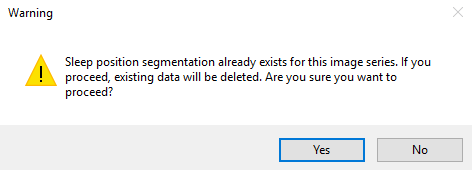 Warning
Sleep position segmentation already exists for this image series. If you
proceed, existing data will be deleted. Are you sure you want to
proceed?
Yes
No